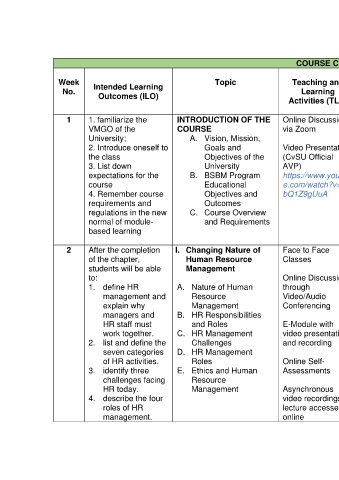 COURSE C
Week No.
Intended Learning Outcomes (ILO)
Topic
Teaching an
Learning
Activities (TL
1
1. familiarize the
VMGO of the
University;
2. Introduce oneself to
the class
3. List down
expectations for the
course
4. Remember course
requirements and
regulations in the new
normal of module-
based learning
INTRODUCTION OF THE
COURSE
A. Vision, Mission,
Goals and
Objectives of the
University
B. BSBM Program
Educational
Objectives and
Outcomes
C. Course Overview
and Requirements
Online Discussi
via Zoom
Video Presentat
(CvSU Official
AVP)
https://www.you
e.com/watch?v=
bQ1Z9gUuA
2
After the completion
of the chapter,
students will be able
to:
1. define HR
management and
explain why
managers and
HR staff must
work together.
2. list and define the
seven categories
of HR activities.
3. identify three
challenges facing
HR today.
4. describe the four
roles of HR
management.
I. Changing Nature of
Human Resource
Management
A. Nature of Human
Resource
Management
B. HR Responsibilities
and Roles
C. HR Management
Challenges
D. HR Management
Roles
E. Ethics and Human
Resource
Management
Face to Face
Classes
Online Discussi
through
Video/Audio
Conferencing
E-Module with
video presentati
and recording
Online Self-
Assessments
Asynchronous
video recordings
lecture accesse
online